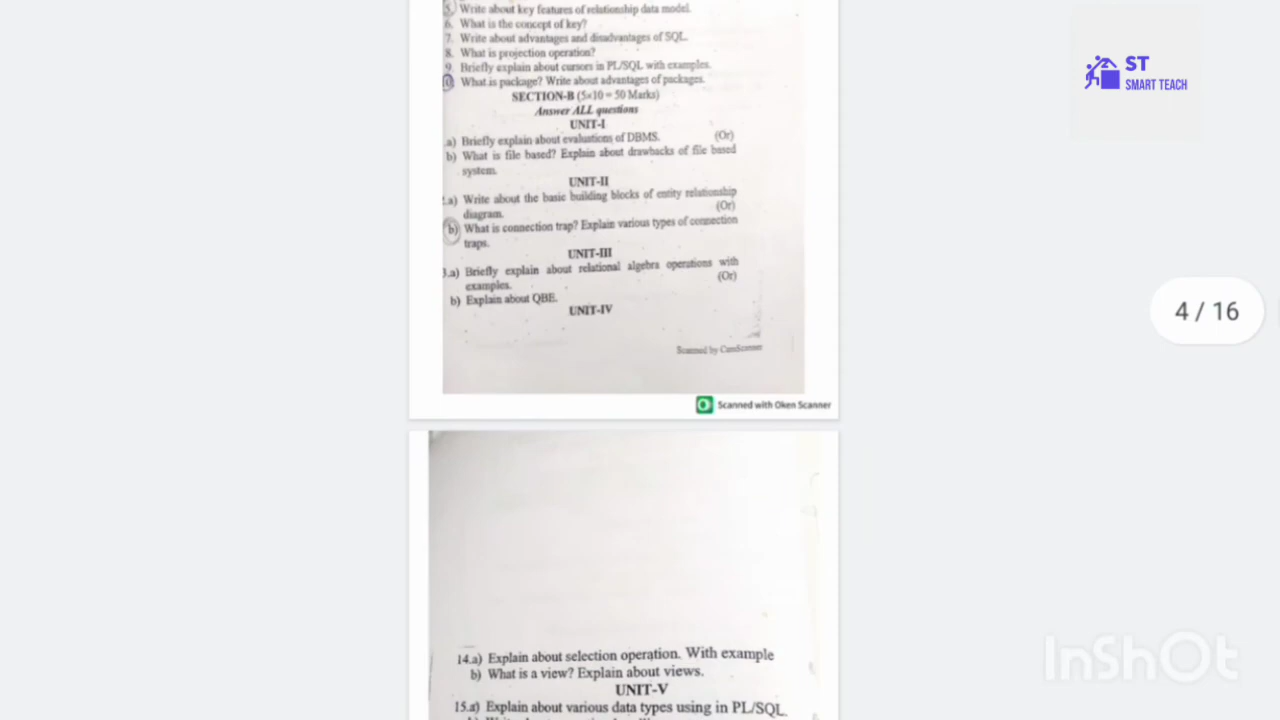 5. Write about key features of relationship data model.
6. What is the concept of key?
7. Write about advantages and disadvantages of SQL.
8. What is projection operation?
9. Briefly explain about cursors in PL/SQL with examples.
10. What is package? Write about advantages of packages.
SECTION-B (5×10 = 50 Marks)
Answer ALL questions
UNIT-I
.a) Briefly explain about evaluations of DBMS. (Or)
b) What is file based? Explain about drawbacks of file based
system.
UNIT-II
.a) Write about the basic building blocks of entity relationship
diagram. (Or)
b) What is connection trap? Explain various types of connection
traps.
UNIT-III
3.a) Briefly explain about relational algebra operations with
examples. (Or)
b) Explain about QBE.
UNIT-IV
Scanned by CamScanner
Scanned with Oken Scanner
14.a) Explain about selection operation. With example
b) What is a view? Explain about views.
UNIT-V
15.a) Explain about various data types using in PL/SQL.
ST
SMART TEACH
4 / 16
InShOt